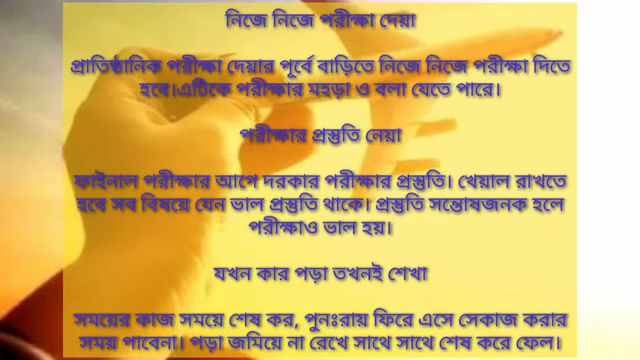 নিজে নিজে পরীক্ষা দেয়া
প্রাতিষ্ঠানিক পরীক্ষা দেয়ার পূর্বে বাড়িতে নিজে নিজে পরীক্ষা দিতে
হবে।এটিকে পরীক্ষার মহড়া ও বলা যেতে পারে।
পরীক্ষার প্রস্তুতি নেয়া
ফাইনাল পরীক্ষার আগে দরকার পরীক্ষার প্রস্তুতি। খেয়াল রাখতে
হবে সব বিষয়ে যেন ভাল প্রস্তুতি থাকে। প্রস্তুতি সন্তোষজনক হলে
পরীক্ষাও ভাল হয়।
যখন কার পড়া তখনই শেখা
সময়ের কাজ সময়ে শেষ কর, পুনঃরায় ফিরে এসে সেকাজ করার
সময় পাবেনা। পড়া জমিয়ে না রেখে সাথে সাথে শেষ করে ফেল।